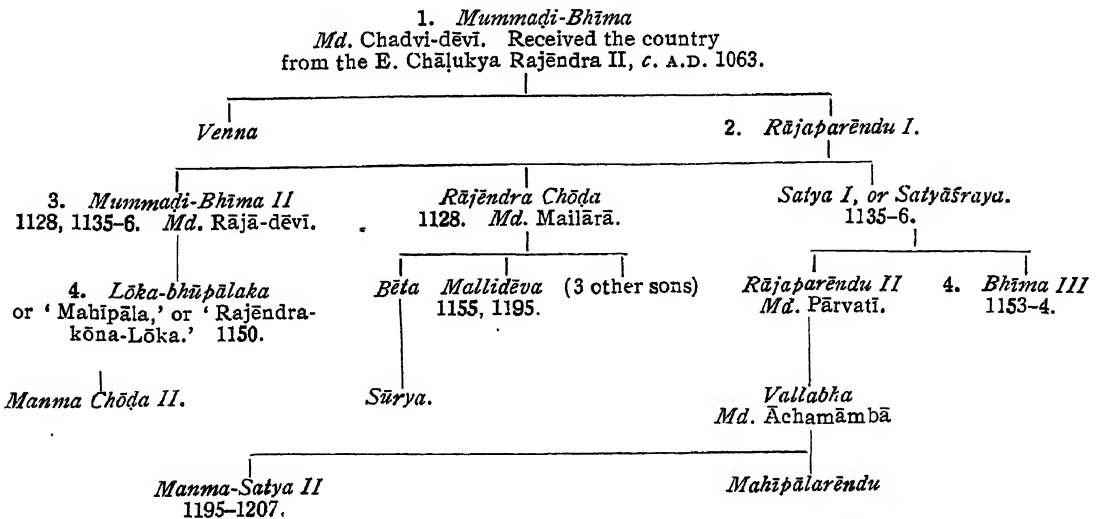 1. Mummaḍi-Bhīma
Md. Chadvi-dēvī. Received the country
from the E. Chāḷukya Rajēndra II, c. A.D. 1063.
Venna
2. Rājaparēndu I.
3. Mummaḍi-Bhīma II
1128, 1135–6. Md. Rājā-dēvī.
Rājēndra Chōḍa
1128. Md. Mailārā.
Satya I, or Satyāśraya.
1135–6.
4. Lōka-bhūpālaka
or ‘ Mahīpāla,’ or ‘ Rajēndra-
kōna-Lōka.’ 1150.
Bēta
Mallidēva
1155, 1195.
(3 other sons)
Rājaparēndu II
Md. Pārvatī.
4. Bhīma III
1153–4.
Manma Chōḍa II.
Sūrya.
Vallabha
Md. Āchamāmbā
Manma-Satya II
1195–1207.
Mahīpālarēndu